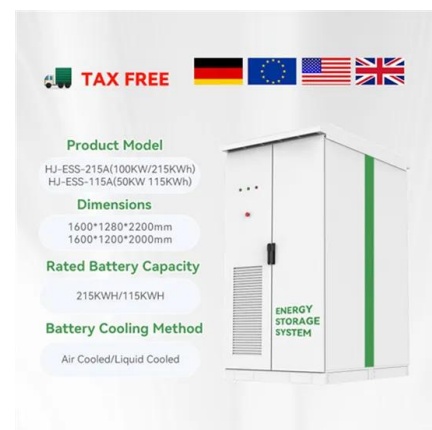 TAX FREE
Product Model
HJ-ESS-215A(100KW/215KWh)
HJ-ESS-115A(50KW 115KWh)
Dimensions
1600*1280*2200mm
1600*1200*2000mm
Rated Battery Capacity
215KWH/115KWH
Battery Cooling Method
Air Cooled/Liquid Cooled
ENERGY
STORAGE
SYSTEM